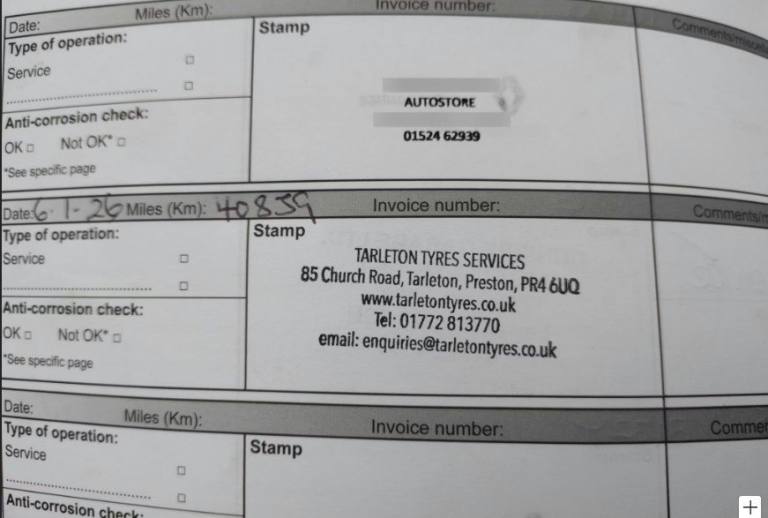 Date: Miles (Km): Invoice number:
Type of operation:
Service
Anti-corrosion check:
OK Not OK*
*See specific page
Stamp
AUTOSTORE
01524 62939
Date: 6-1-26 Miles (Km): 40859 Invoice number:
Type of operation:
Service
Anti-corrosion check:
OK Not OK*
*See specific page
Stamp
TARLETON TYRES SERVICES
85 Church Road, Tarleton, Preston, PR4 6UQ
www.tarletontyres.co.uk
Tel: 01772 813770
email: enquiries@tarletontyres.co.uk
Date: Miles (Km): Invoice number:
Type of operation:
Service
Anti-corrosion check:
Stamp